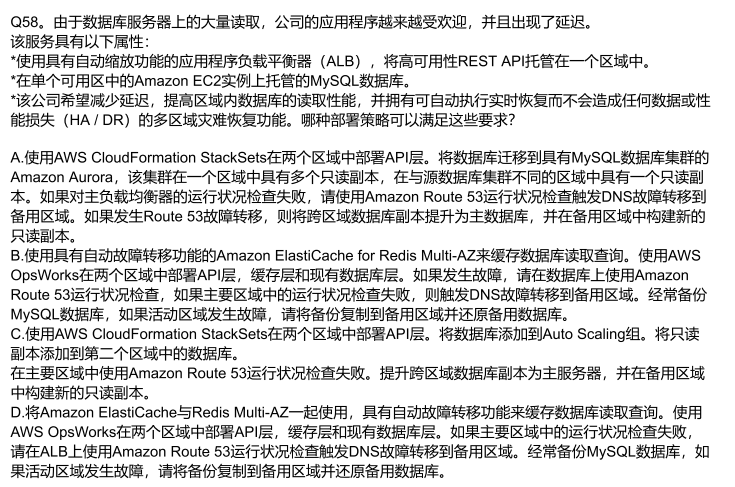 Q58。由于数据库服务器上的大量读取，公司的应用程序越来越受欢迎，并且出现了延迟。
该服务具有以下属性：
*使用具有自动缩放功能的应用程序负载平衡器（ALB），将高可用性REST API托管在一个区域中。
*在单个可用区中的Amazon EC2实例上托管的MySQL数据库。
*该公司希望减少延迟，提高区域内数据库的读取性能，并拥有可自动执行实时恢复而不会造成任何数据或性
能损失（HA / DR）的多区域灾难恢复功能。哪种部署策略可以满足这些要求？
A.使用AWS CloudFormation StackSets在两个区域中部署API层。将数据库迁移到具有MySQL数据库集群的
Amazon Aurora，该集群在一个区域中具有多个只读副本，在与源数据库集群不同的区域中具有一个只读副
本。如果对主负载均衡器的运行状况检查失败，请使用Amazon Route 53运行状况检查触发DNS故障转移到
备用区域。如果发生Route 53故障转移，则将跨区域数据库副本提升为主数据库，并在备用区域中构建新的
只读副本。
B.使用具有自动故障转移功能的Amazon ElastiCache for Redis Multi-AZ来缓存数据库读取查询。使用AWS
OpsWorks在两个区域中部署API层，缓存层和现有数据库层。如果发生故障，请在数据库上使用Amazon
Route 53运行状况检查，如果主要区域中的运行状况检查失败，则触发DNS故障转移到备用区域。经常备份
MySQL数据库，如果活动区域发生故障，请将备份复制到备用区域并还原备用数据库。
C.使用AWS CloudFormation StackSets在两个区域中部署API层。将数据库添加到Auto Scaling组。将只读
副本添加到第二个区域中的数据库。
在主要区域中使用Amazon Route 53运行状况检查失败。提升跨区域数据库副本为主服务器，并在备用区域
中构建新的只读副本。
D.将Amazon ElastiCache与Redis Multi-AZ一起使用，具有自动故障转移功能来缓存数据库读取查询。使用
AWS OpsWorks在两个区域中部署API层，缓存层和现有数据库层。如果主要区域中的运行状况检查失败，
请在ALB上使用Amazon Route 53运行状况检查触发DNS故障转移到备用区域。经常备份MySQL数据库，如
果活动区域发生故障，请将备份复制到备用区域并还原备用数据库。